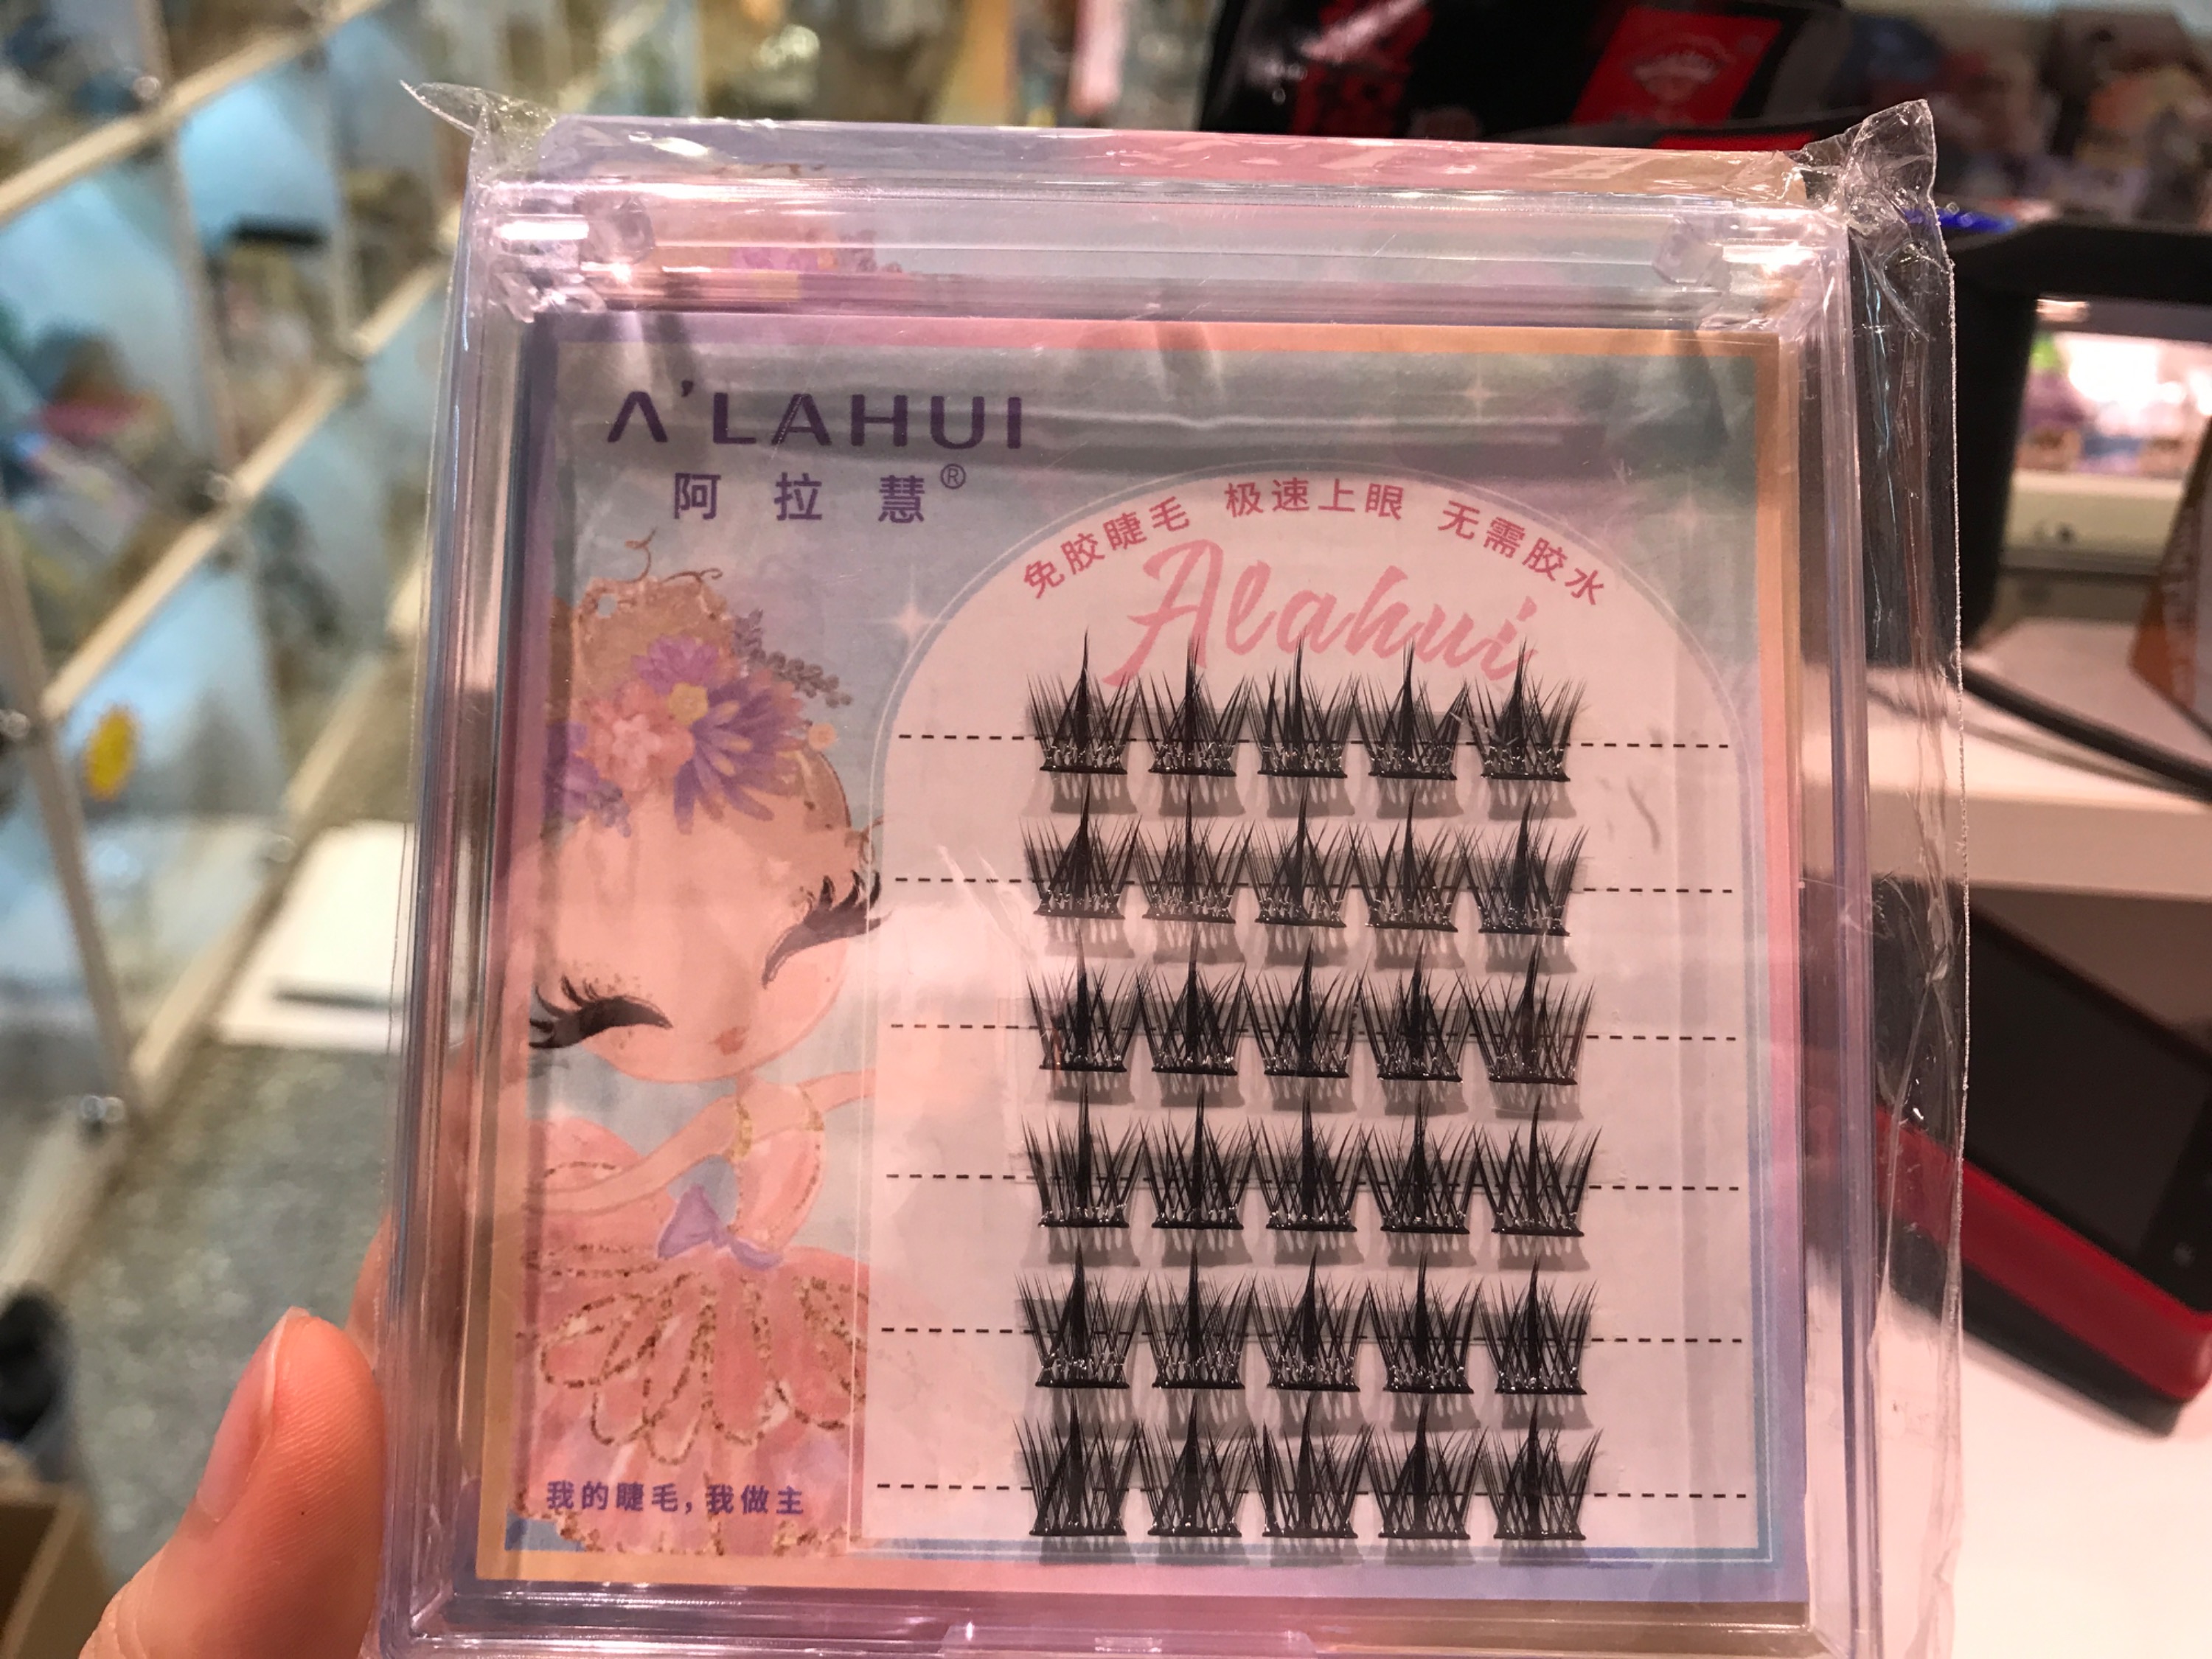 A'LAHUI
阿拉慧®
免胶睫毛 极速上眼 无需胶水
Alahui
我的睫毛,我做主